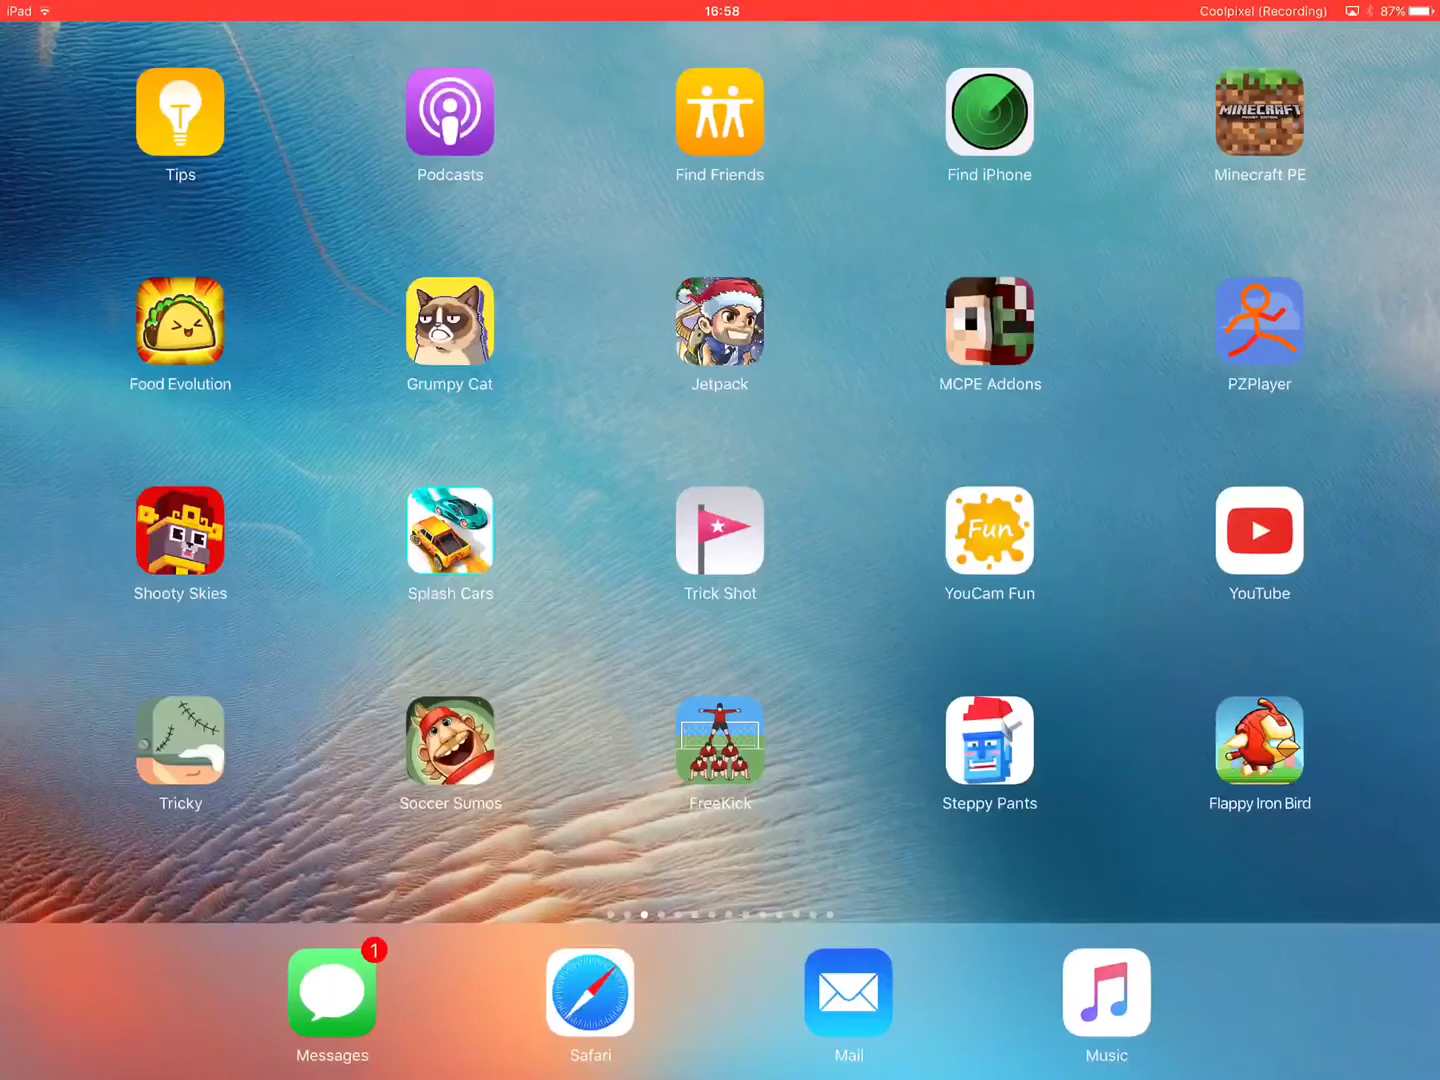 iPad 16:58 Coolpixel (Recording) 87%
T
MINECRAFT
POCKET EDITION
Tips Podcasts Find Friends Find iPhone Minecraft PE
Food Evolution Grumpy Cat Jetpack MCPE Addons PZPlayer
Fun
Shooty Skies Splash Cars Trick Shot YouCam Fun YouTube
Tricky Soccer Sumos FreeKick Steppy Pants Flappy Iron Bird
1
Messages Safari Mail Music